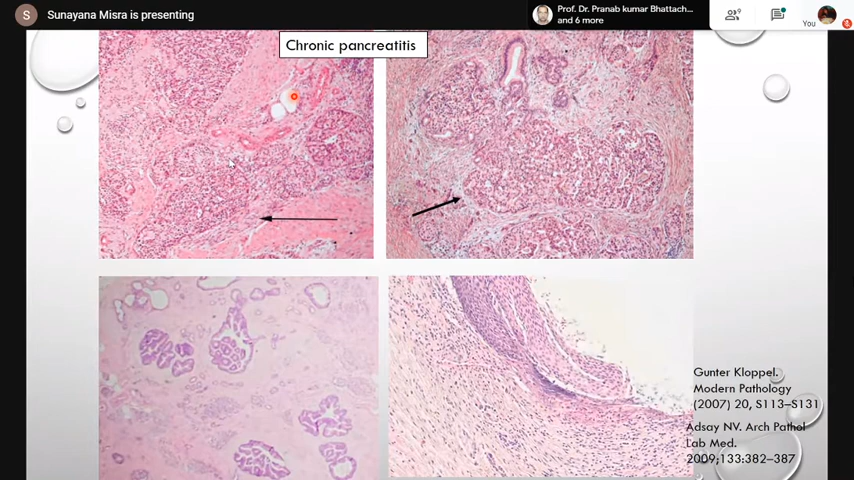 S
Sunayana Misra is presenting
Prof. Dr. Pranab kumar Bhattach...
and 6 more
9
You
Chronic pancreatitis
Gunter Kloppel.
Modern Pathology
(2007) 20, S113–S131
Adsay NV. Arch Pathol
Lab Med.
2009;133:382–387